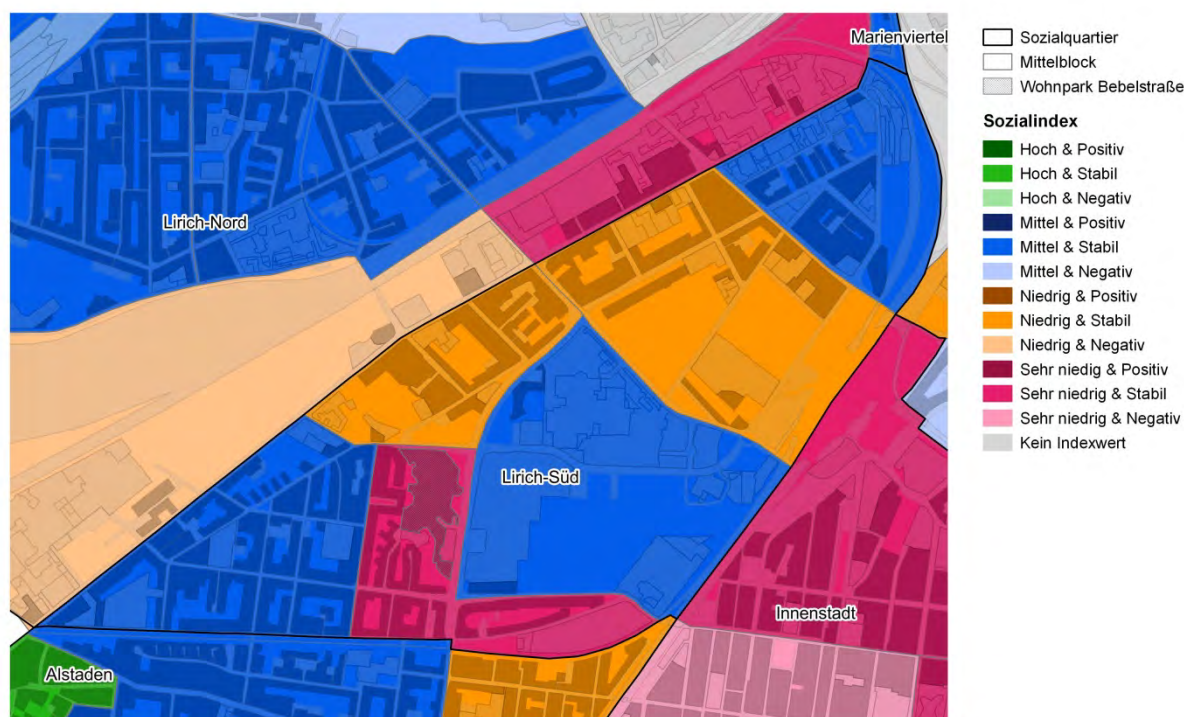 Marienviertel
Lirich-Nord
Lirich-Süd
Innenstadt
Alstaden
Sozialquartier
Mittelblock
Wohnpark Bebelstraße
Sozialindex
Hoch & Positiv
Hoch & Stabil
Hoch & Negativ
Mittel & Positiv
Mittel & Stabil
Mittel & Negativ
Niedrig & Positiv
Niedrig & Stabil
Niedrig & Negativ
Sehr niedig & Positiv
Sehr niedrig & Stabil
Sehr niedrig & Negativ
Kein Indexwert